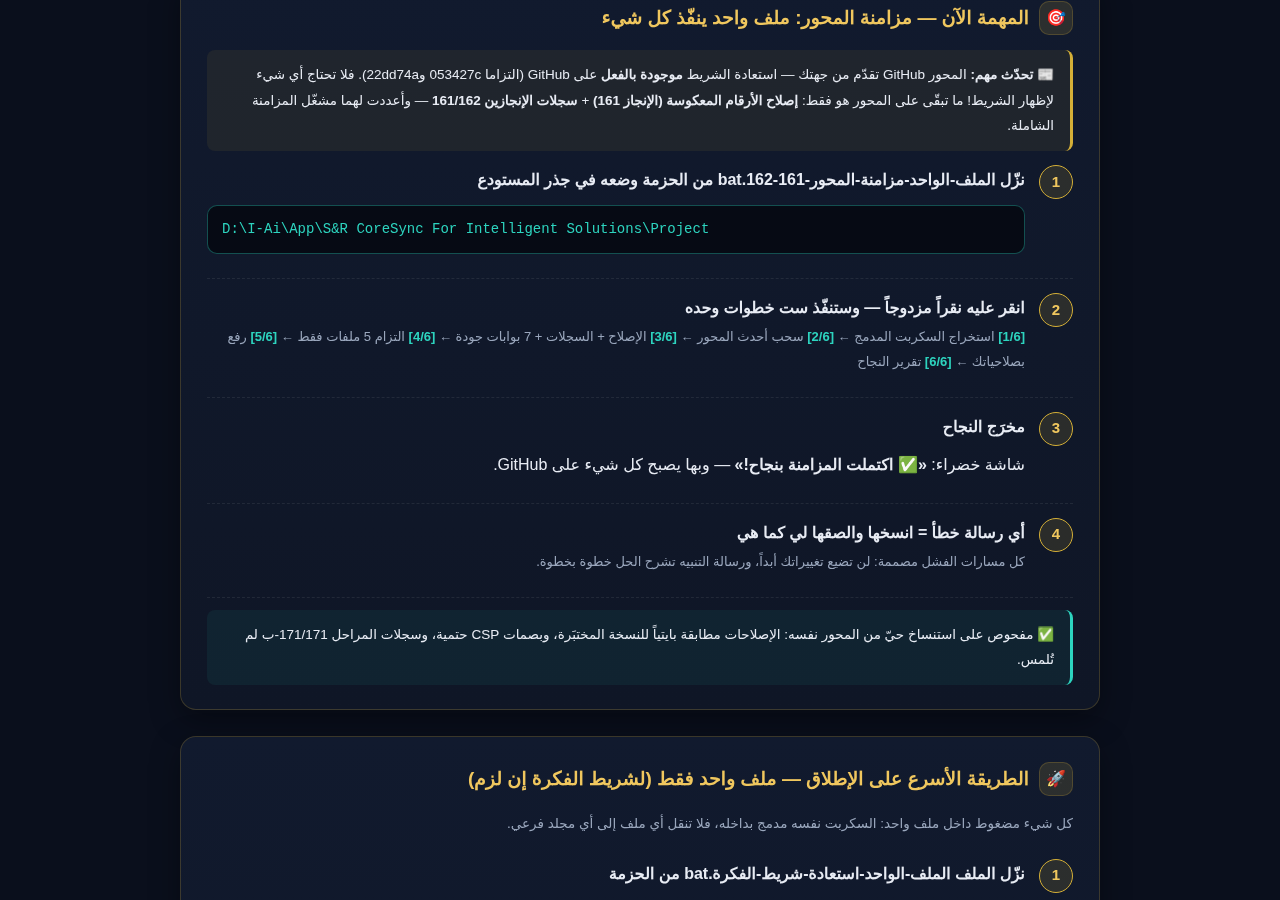 🎯 المهمة الآن — مزامنة المحور: ملف واحد ينفّذ كل شيء
📰 تحدّث مهم: المحور GitHub تقدّم من جهتك — استعادة الشريط موجودة بالفعل على GitHub (التزاما 053427c و22dd74a). فلا تحتاج أي شيء
لإظهار الشريط! ما تبقّى على المحور هو فقط: إصلاح الأرقام المعكوسة (الإنجاز 161) + سجلات الإنجازين 161/162 — وأعددت لهما مشغّل المزامنة
الشاملة.
1
نزّل الملف-الواحد-مزامنة-المحور-161-162.bat من الحزمة وضعه في جذر المستودع
D:\I-Ai\App\S&R CoreSync For Intelligent Solutions\Project
2
انقر عليه نقراً مزدوجاً — وستنفّذ ست خطوات وحده
[1/6] استخراج السكربت المدمج ← [2/6] سحب أحدث المحور ← [3/6] الإصلاح + السجلات + 7 بوابات جودة ← [4/6] التزام 5 ملفات فقط ← [5/6] رفع
بصلاحياتك ← [6/6] تقرير النجاح
3
مخرَج النجاح
شاشة خضراء: «✅ اكتملت المزامنة بنجاح!» — وبها يصبح كل شيء على GitHub.
4
أي رسالة خطأ = انسخها والصقها لي كما هي
كل مسارات الفشل مصممة: لن تضيع تغييراتك أبداً، ورسالة التنبيه تشرح الحل خطوة بخطوة.
✅ مفحوص على استنساخ حيّ من المحور نفسه: الإصلاحات مطابقة بايتياً للنسخة المختبَرة، وبصمات CSP حتمية، وسجلات المراحل 171/171-ب لم
تُلمس.
🚀 الطريقة الأسرع على الإطلاق — ملف واحد فقط (لشريط الفكرة إن لزم)
كل شيء مضغوط داخل ملف واحد: السكربت نفسه مدمج بداخله، فلا تنقل أي ملف إلى أي مجلد فرعي.
1
نزّل الملف الملف-الواحد-استعادة-شريط-الفكرة.bat من الحزمة